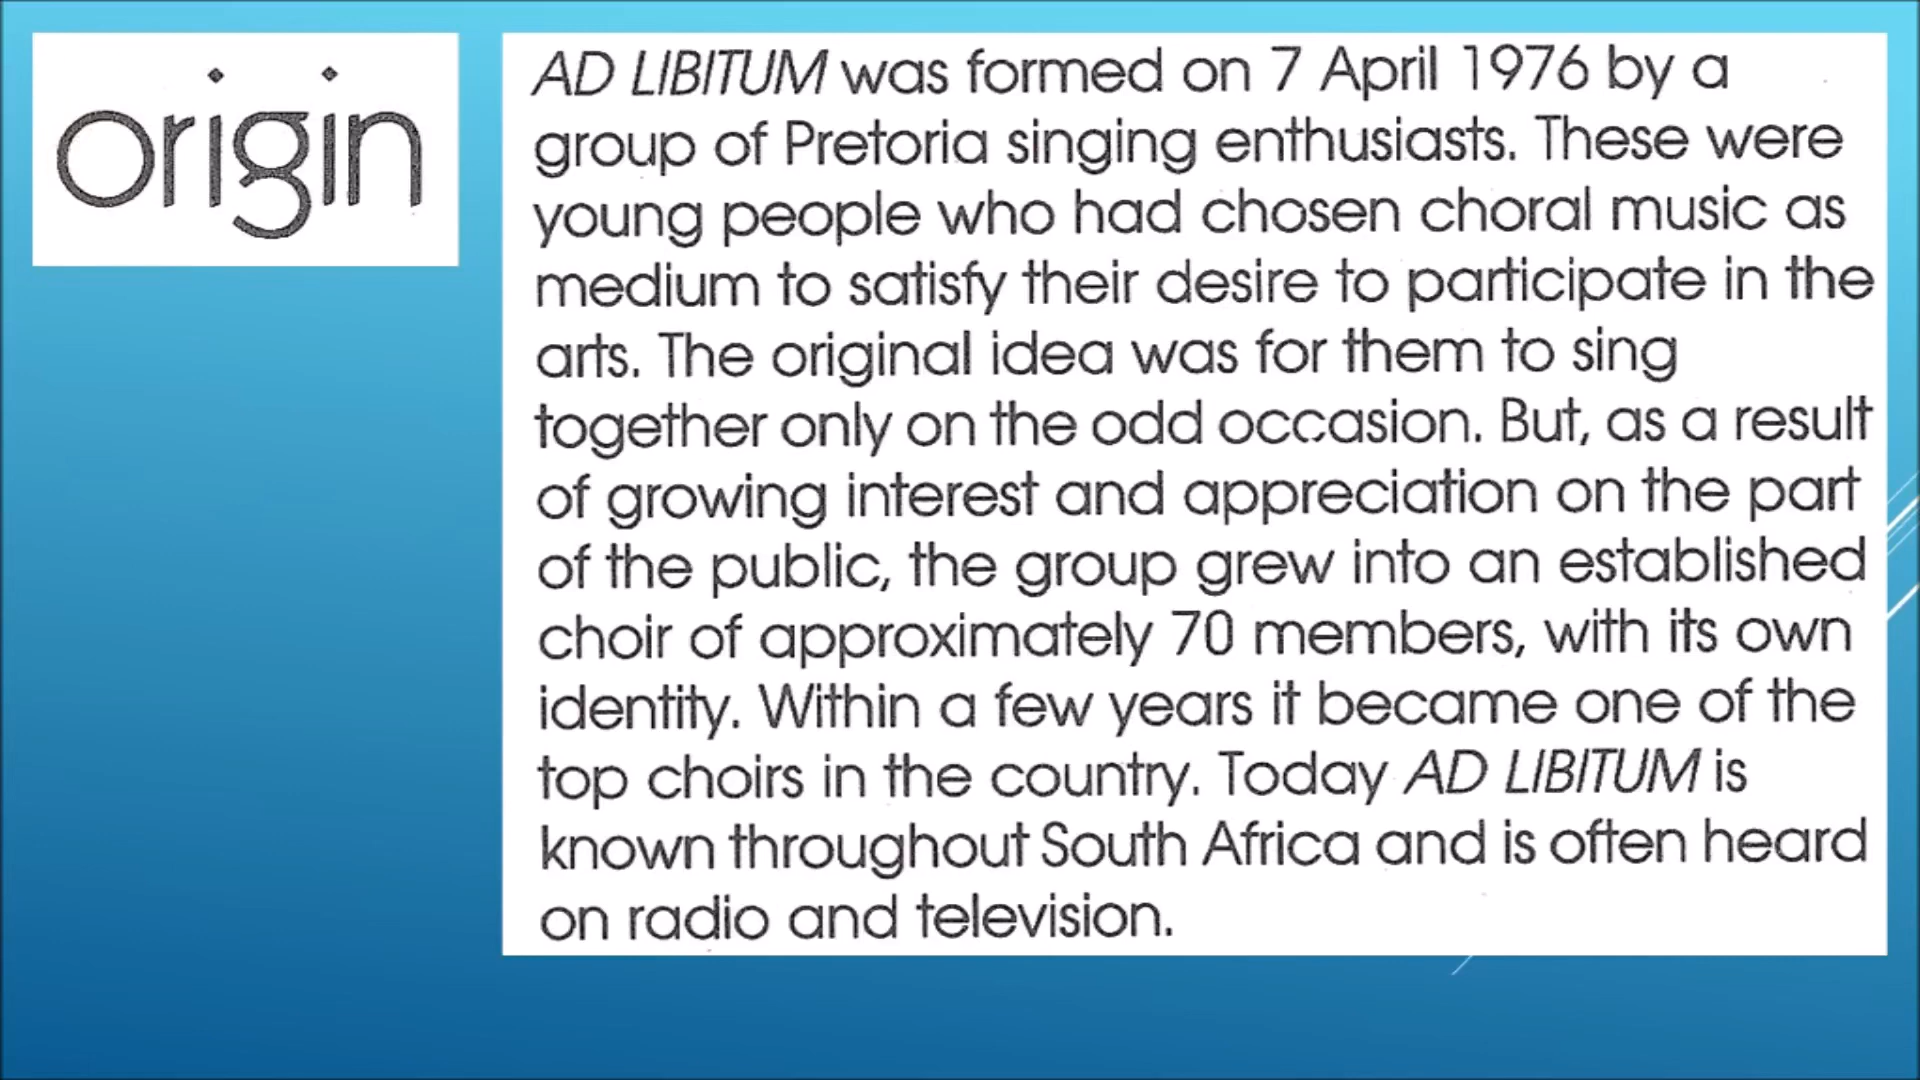 origin
AD LIBITUM was formed on 7 April 1976 by a
group of Pretoria singing enthusiasts. These were
young people who had chosen choral music as
medium to satisfy their desire to participate in the
arts. The original idea was for them to sing
together only on the odd occasion. But, as a result
of growing interest and appreciation on the part
of the public, the group grew into an established
choir of approximately 70 members, with its own
identity. Within a few years it became one of the
top choirs in the country. Today AD LIBITUM is
known throughout South Africa and is often heard
on radio and television.